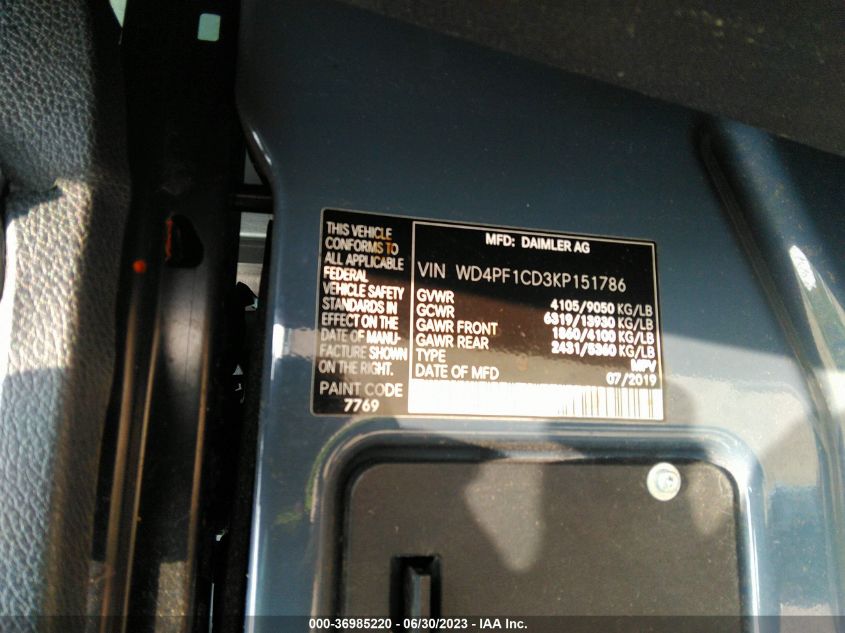 THIS VEHICLE
CONFORMS TO
ALL APPLICABLE
FEDERAL
VEHICLE SAFETY
STANDARDS IN
EFFECT ON THE
DATE OF MANU-
FACTURE SHOWN
ON THE RIGHT.
PAINT CODE
7769
MFD: DAIMLER AG
VIN WD4PF1CD3KP151786
GVWR 4105/9050 KG/LB
GCWR 6319/13930 KG/LB
GAWR FRONT 1860/4100 KG/LB
GAWR REAR 2431/5360 KG/LB
TYPE MPV
DATE OF MFD 07/2019
000-36985220 - 06/30/2023 - IAA Inc.